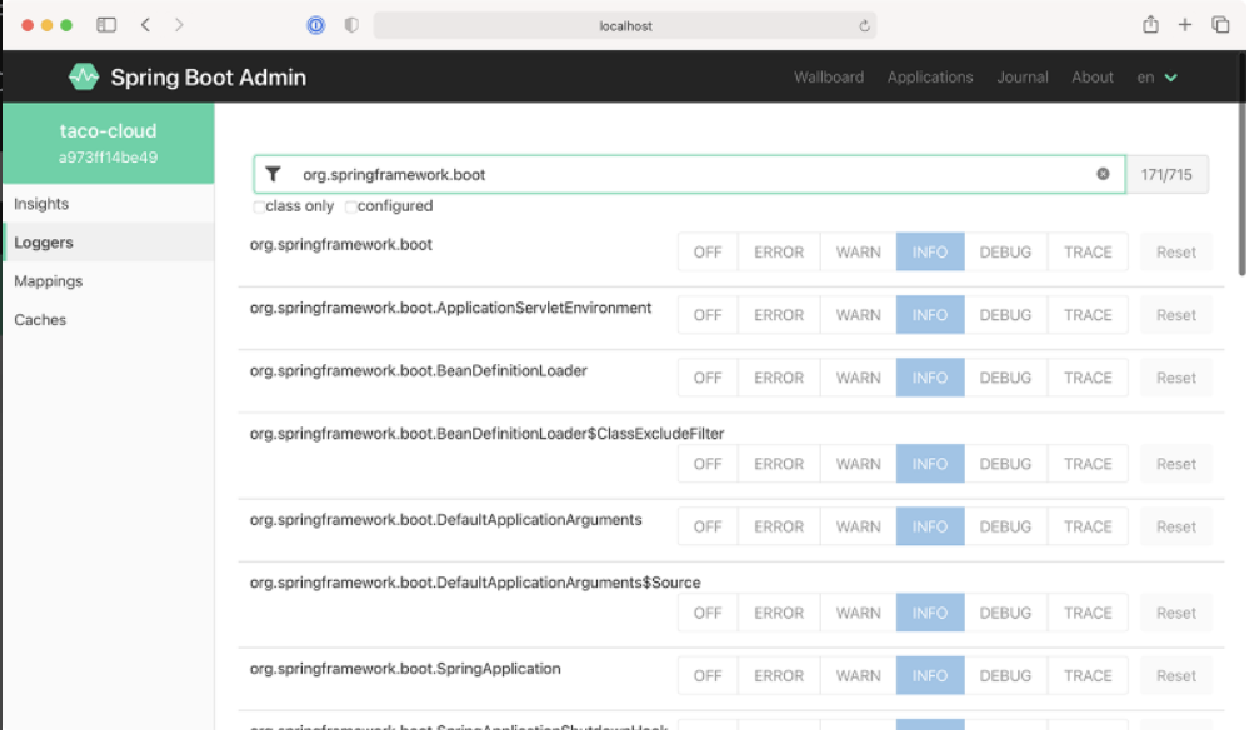 localhost
Spring Boot Admin
Wallboard Applications Journal About en
taco-cloud
a973ff14be49
Insights
Loggers
Mappings
Caches
org.springframework.boot 171/715
class only configured
org.springframework.boot
OFF ERROR WARN INFO DEBUG TRACE Reset
org.springframework.boot.ApplicationServletEnvironment
OFF ERROR WARN INFO DEBUG TRACE Reset
org.springframework.boot.BeanDefinitionLoader
OFF ERROR WARN INFO DEBUG TRACE Reset
org.springframework.boot.BeanDefinitionLoader$ClassExcludeFilter
OFF ERROR WARN INFO DEBUG TRACE Reset
org.springframework.boot.DefaultApplicationArguments
OFF ERROR WARN INFO DEBUG TRACE Reset
org.springframework.boot.DefaultApplicationArguments$Source
OFF ERROR WARN INFO DEBUG TRACE Reset
org.springframework.boot.SpringApplication
OFF ERROR WARN INFO DEBUG TRACE Reset
org.springframework.boot.SpringApplicationShutdownHook